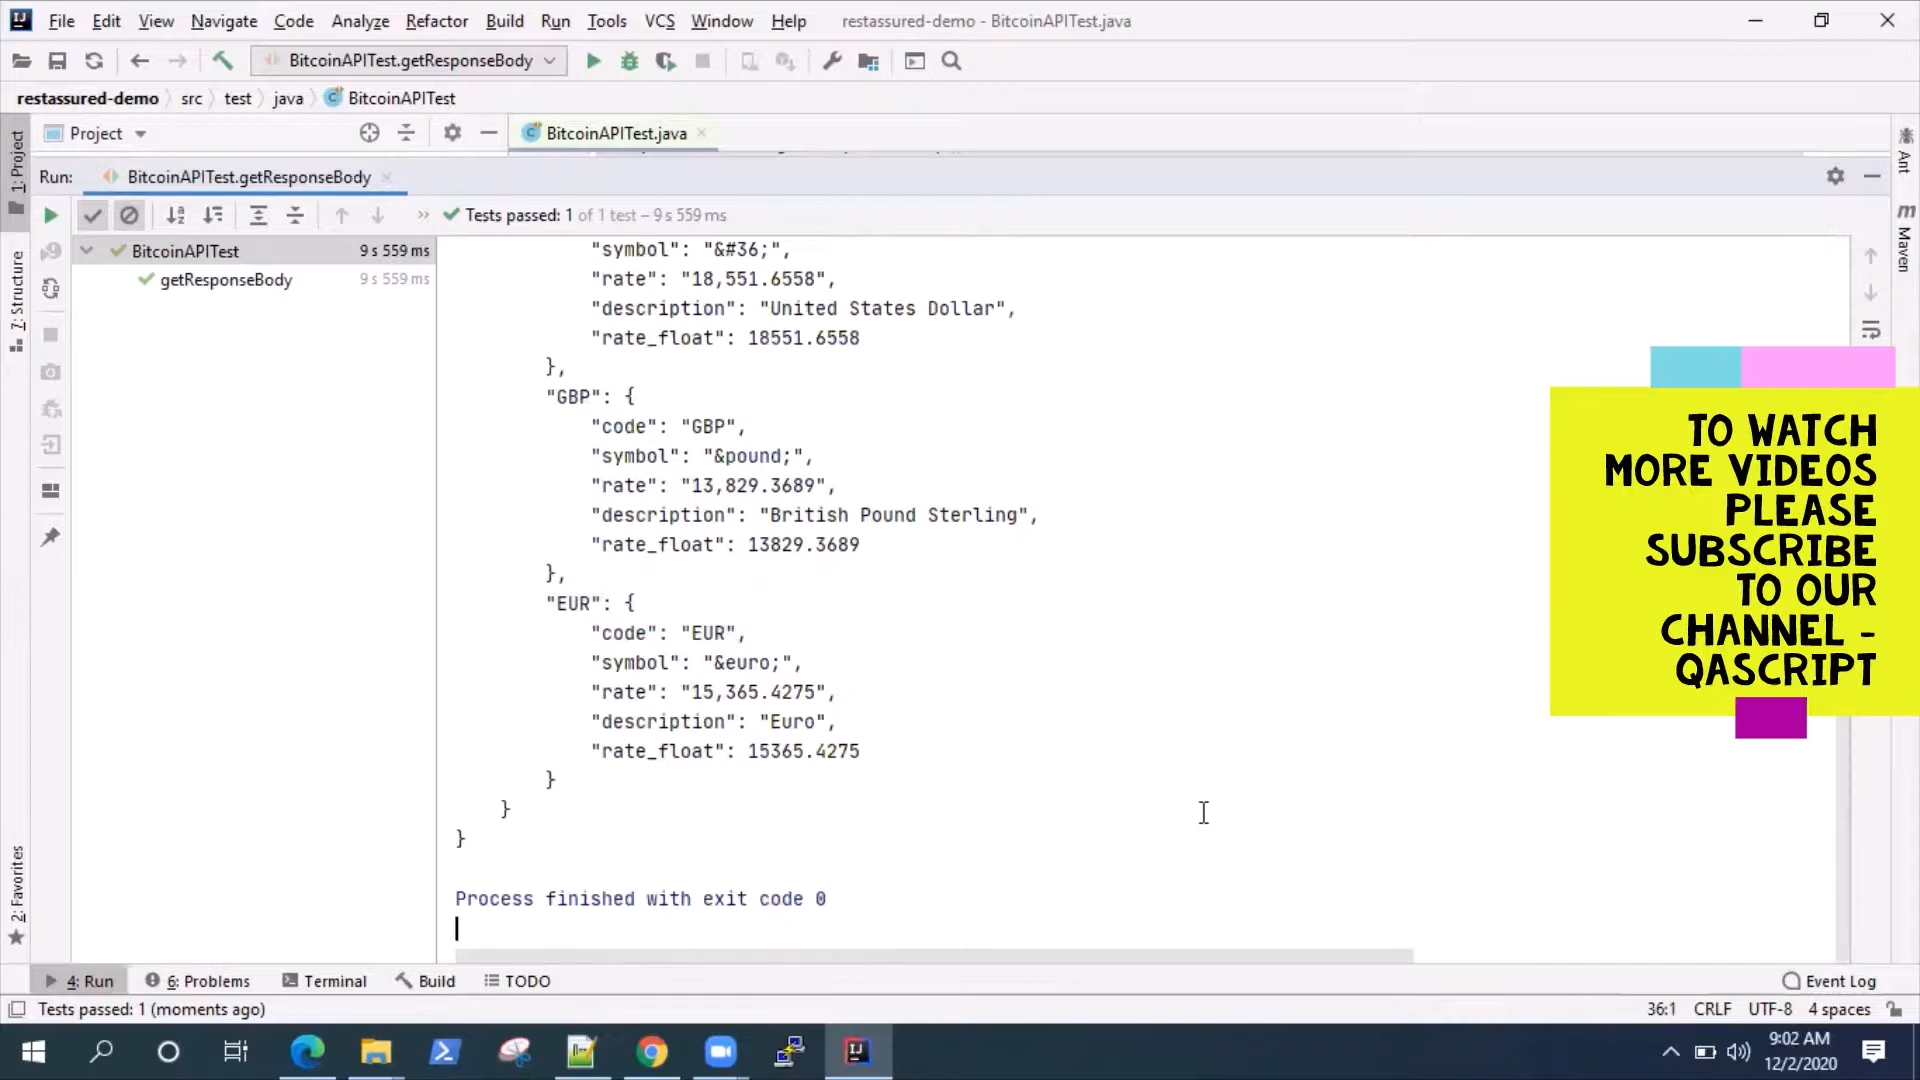 File Edit View Navigate Code Analyze Refactor Build Run Tools VCS Window Help restassured-demo - BitcoinAPITest.java
BitcoinAPITest.getResponseBody
restassured-demo src test java BitcoinAPITest
Project BitcoinAPITest.java
Run: BitcoinAPITest.getResponseBody
Tests passed: 1 of 1 test – 9 s 559 ms
BitcoinAPITest 9 s 559 ms
getResponseBody 9 s 559 ms
"symbol": "&#36;",
"rate": "18,551.6558",
"description": "United States Dollar",
"rate_float": 18551.6558
},
"GBP": {
"code": "GBP",
"symbol": "&pound;",
"rate": "13,829.3689",
"description": "British Pound Sterling",
"rate_float": 13829.3689
},
"EUR": {
"code": "EUR",
"symbol": "&euro;",
"rate": "15,365.4275",
"description": "Euro",
"rate_float": 15365.4275
}
}
}
Process finished with exit code 0
1: Project
7: Structure
2: Favorites
Ant
Maven
TO WATCH
MORE VIDEOS
PLEASE
SUBSCRIBE
TO OUR
CHANNEL -
QASCRIPT
4: Run 6: Problems Terminal Build TODO Event Log
Tests passed: 1 (moments ago) 36:1 CRLF UTF-8 4 spaces
9:02 AM
12/2/2020